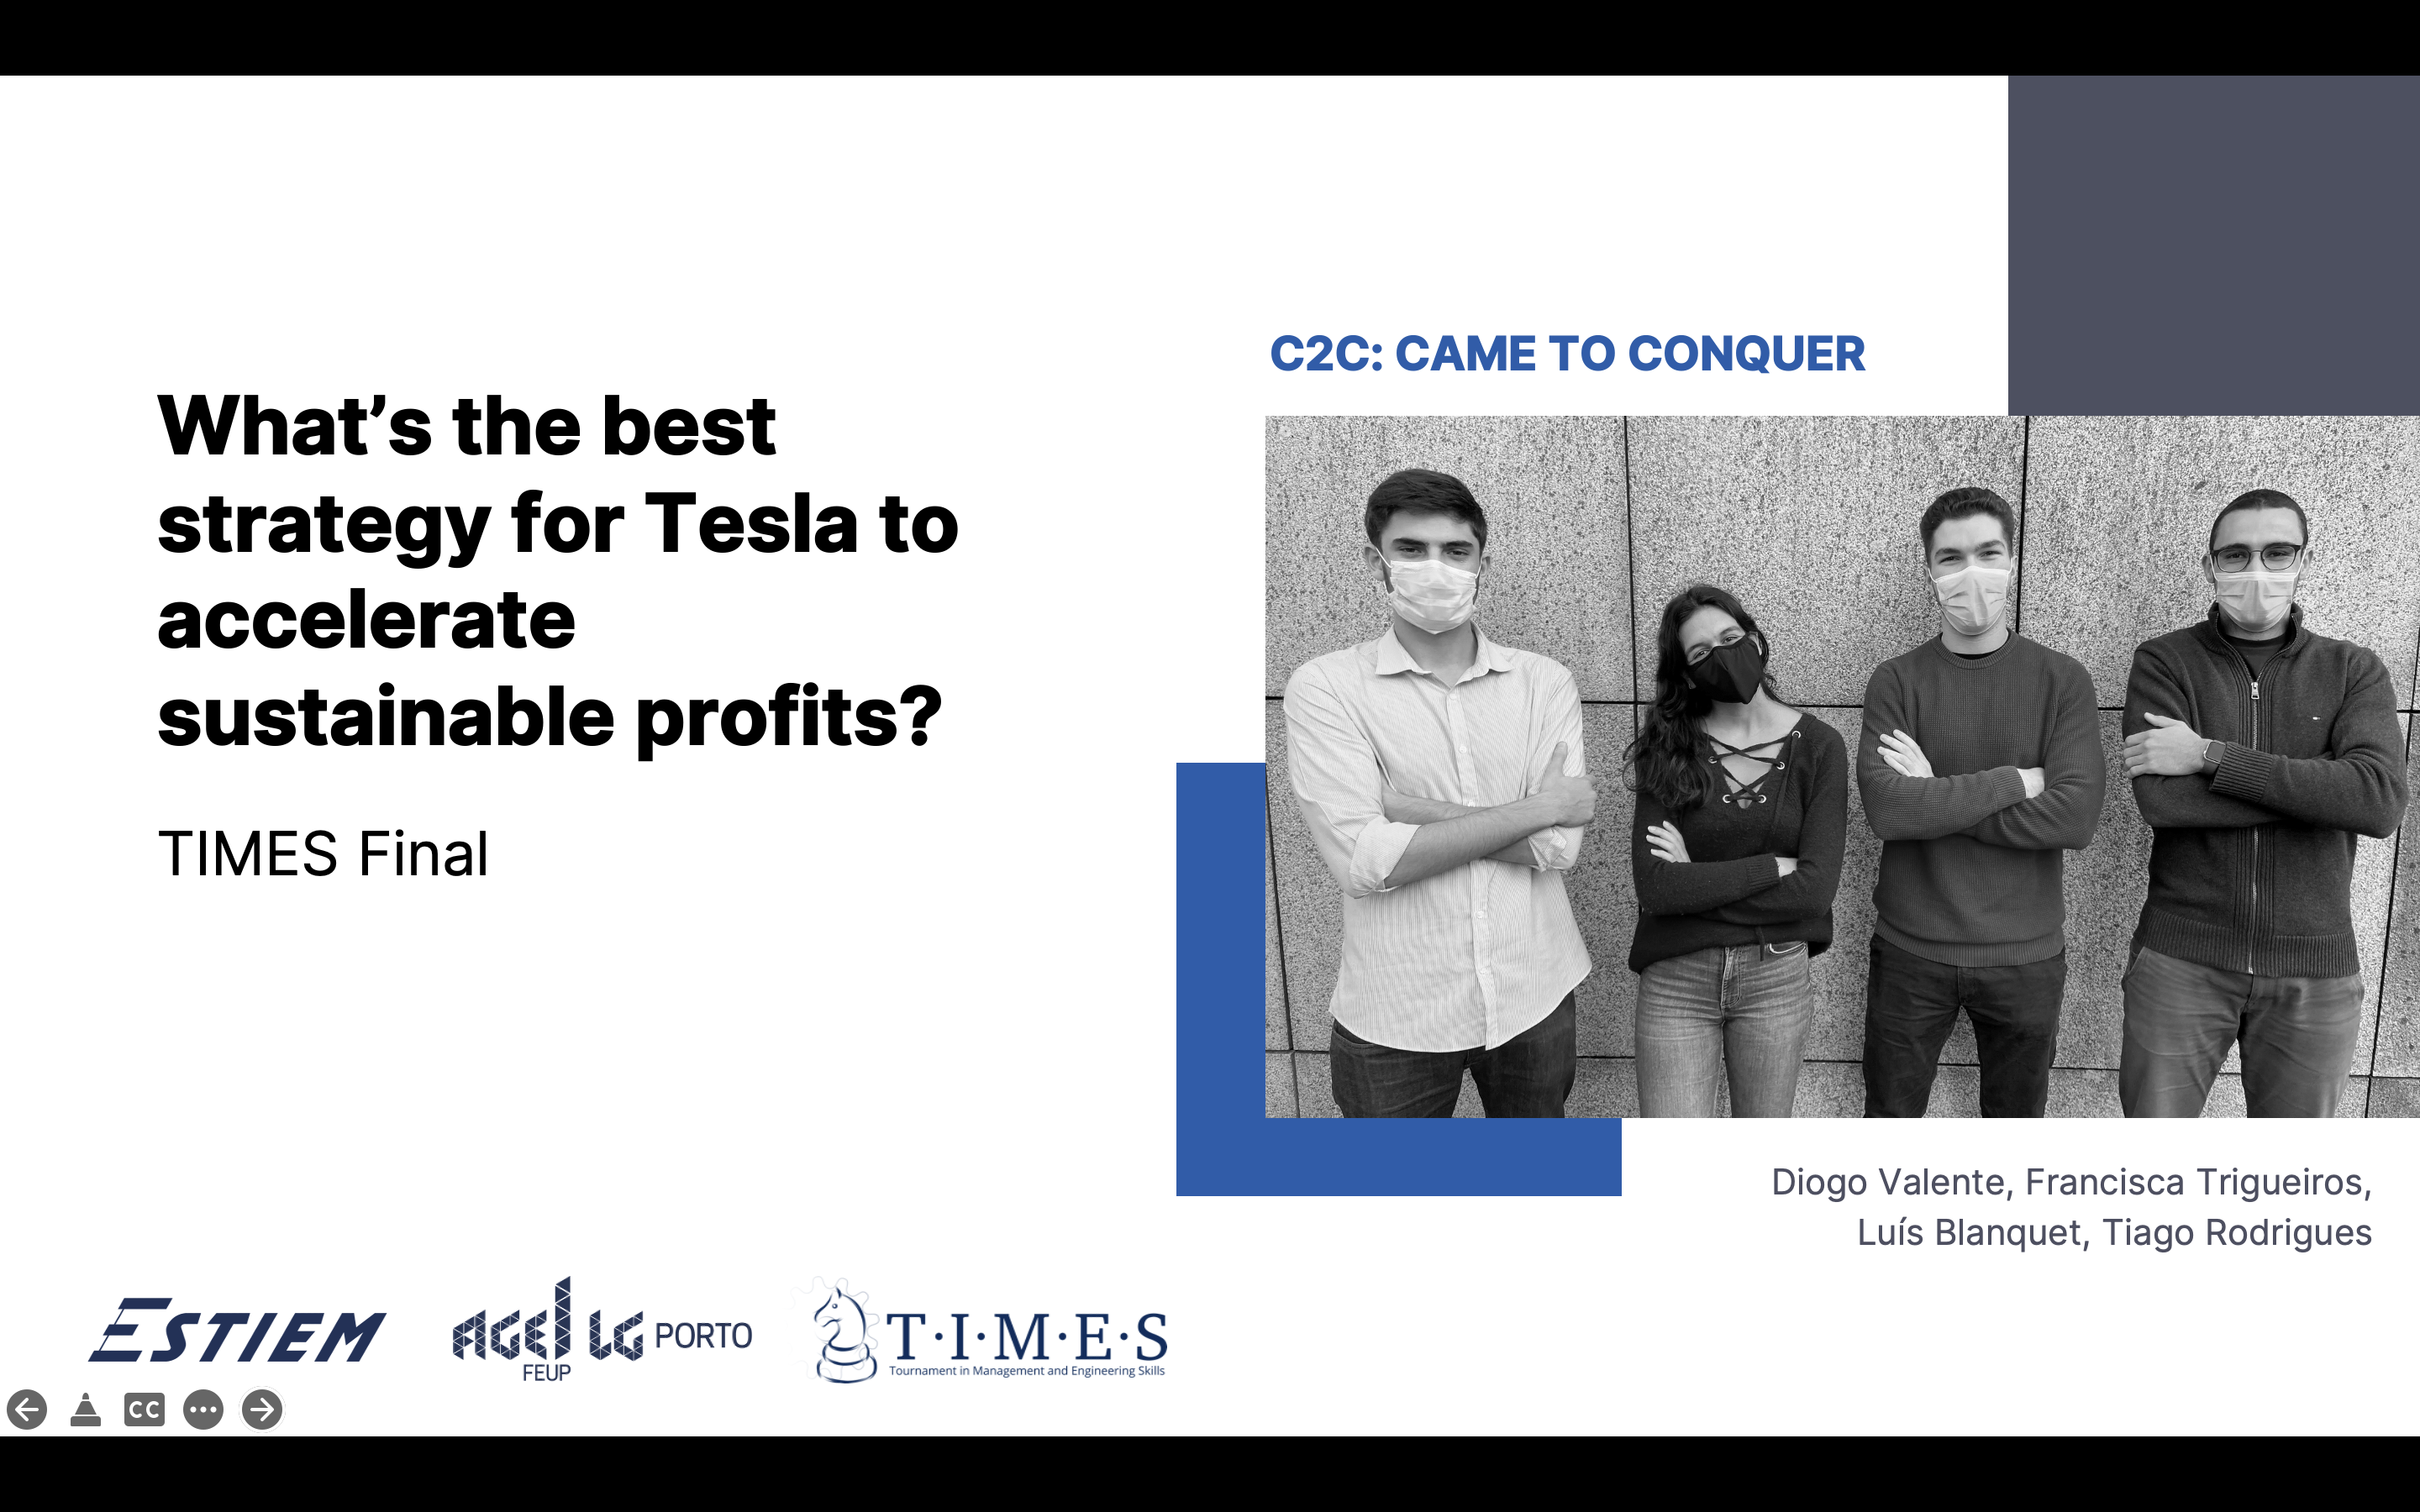 What’s the best
strategy for Tesla to
accelerate
sustainable profits?
TIMES Final
C2C: CAME TO CONQUER
Diogo Valente, Francisca Trigueiros,
Luís Blanquet, Tiago Rodrigues
ESTIEM
AGEI LG PORTO
FEUP
T·I·M·E·S
Tournament in Management and Engineering Skills
CC